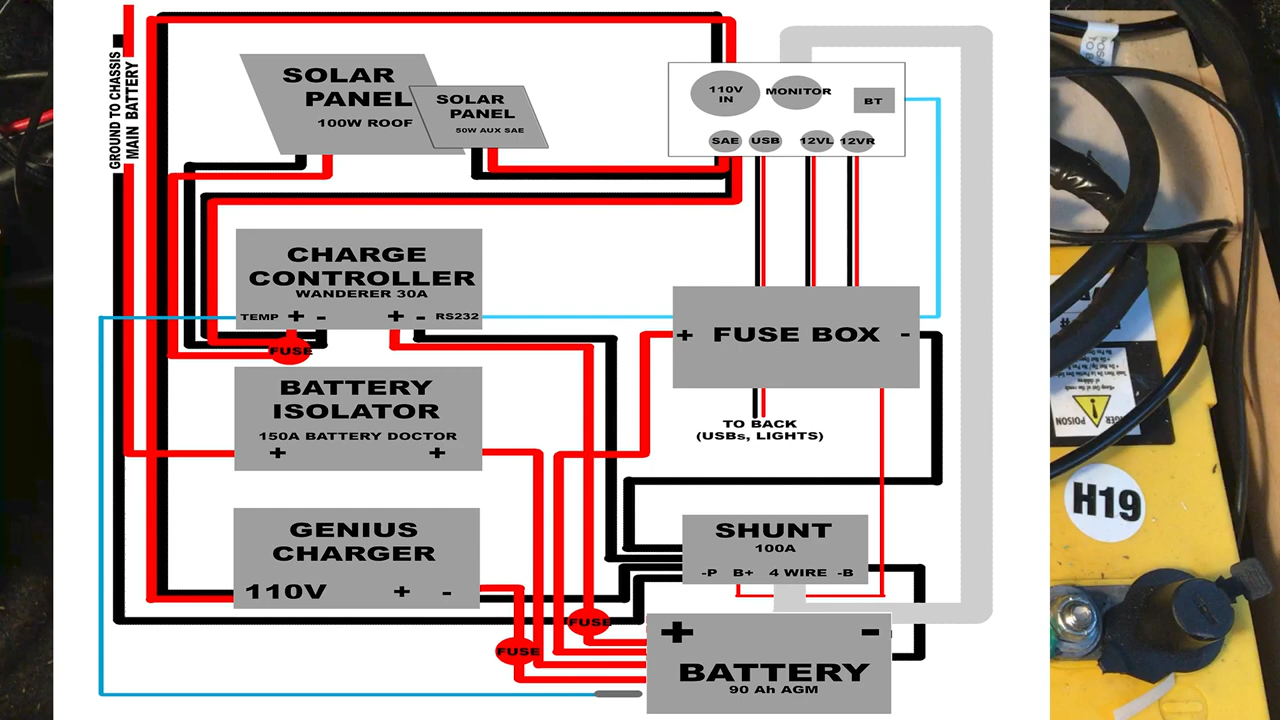 GROUND TO CHASSIS
MAIN BATTERY
SOLAR
PANEL
100W ROOF
SOLAR
PANEL
50W AUX SAE
110V
IN
MONITOR
BT
SAE
USB
12VL
12VR
CHARGE
CONTROLLER
WANDERER 30A
TEMP + -
+ - RS232
FUSE
+ FUSE BOX -
BATTERY
ISOLATOR
150A BATTERY DOCTOR
+ +
TO BACK
(USBs, LIGHTS)
GENIUS
CHARGER
110V + -
SHUNT
100A
-P B+ 4 WIRE -B
FUSE
FUSE
+ -
BATTERY
90 Ah AGM
POISON
H19